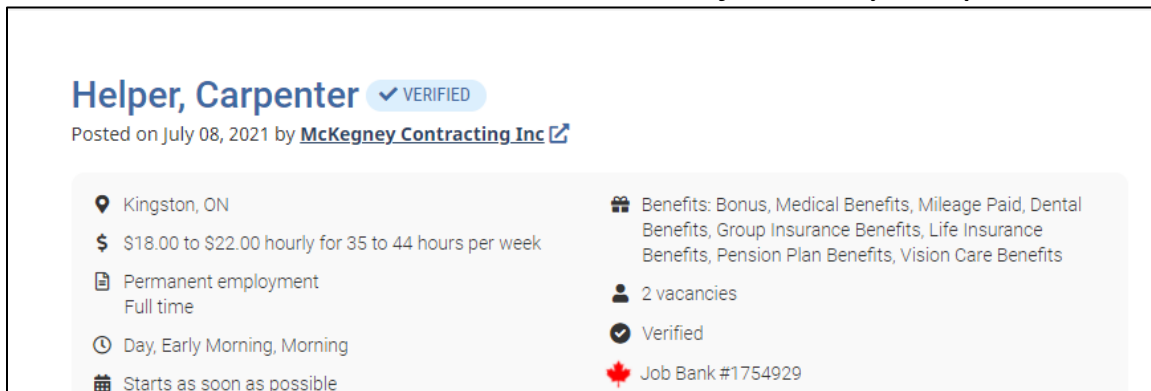 Helper, Carpenter VERIFIED
Posted on July 08, 2021 by McKegney Contracting Inc
Kingston, ON
$18.00 to $22.00 hourly for 35 to 44 hours per week
Permanent employment
Full time
Day, Early Morning, Morning
Starts as soon as possible
Benefits: Bonus, Medical Benefits, Mileage Paid, Dental
Benefits, Group Insurance Benefits, Life Insurance
Benefits, Pension Plan Benefits, Vision Care Benefits
2 vacancies
Verified
Job Bank #1754929